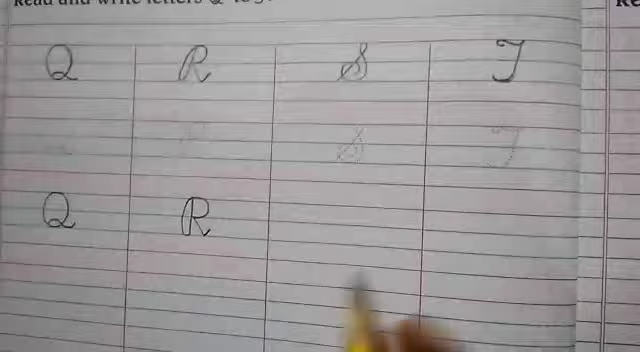 Read and write letters Q to
Q R S T
S T
Q R